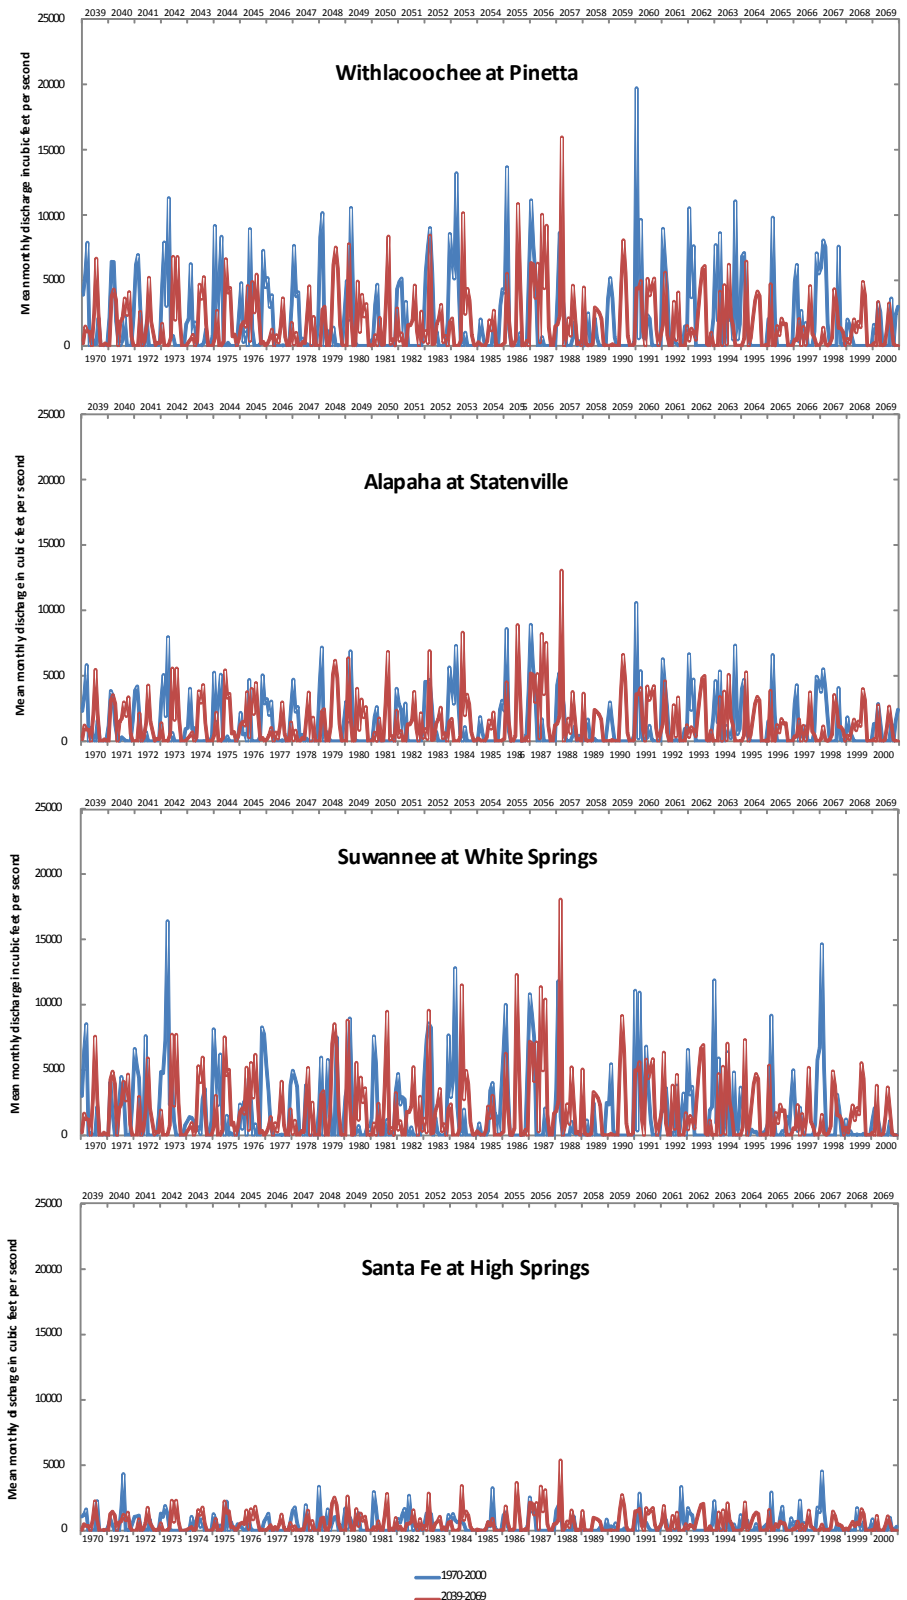 2039 2040 2041 2042 2043 2044 2045 2046 2047 2048 2049 2050 2051 2052 2053 2054 2055 2056 2057 2058 2059 2060 2061 2062 2063 2064 2065 2066 2067 2068 2069
Withlacoochee at Pinetta
Mean monthly discharge in cubic feet per second
25000
20000
15000
10000
5000
0
1970 1971 1972 1973 1974 1975 1976 1977 1978 1979 1980 1981 1982 1983 1984 1985 1986 1987 1988 1989 1990 1991 1992 1993 1994 1995 1996 1997 1998 1999 2000
2039 2040 2041 2042 2043 2044 2045 2046 2047 2048 2049 2050 2051 2052 2053 2054 2055 2056 2057 2058 2059 2060 2061 2062 2063 2064 2065 2066 2067 2068 2069
Alapaha at Statenville
Mean monthly discharge in cubic feet per second
25000
20000
15000
10000
5000
0
1970 1971 1972 1973 1974 1975 1976 1977 1978 1979 1980 1981 1982 1983 1984 1985 1986 1987 1988 1989 1990 1991 1992 1993 1994 1995 1996 1997 1998 1999 2000
2039 2040 2041 2042 2043 2044 2045 2046 2047 2048 2049 2050 2051 2052 2053 2054 2055 2056 2057 2058 2059 2060 2061 2062 2063 2064 2065 2066 2067 2068 2069
Suwannee at White Springs
Mean monthly discharge in cubic feet per second
25000
20000
15000
10000
5000
0
1970 1971 1972 1973 1974 1975 1976 1977 1978 1979 1980 1981 1982 1983 1984 1985 1986 1987 1988 1989 1990 1991 1992 1993 1994 1995 1996 1997 1998 1999 2000
2039 2040 2041 2042 2043 2044 2045 2046 2047 2048 2049 2050 2051 2052 2053 2054 2055 2056 2057 2058 2059 2060 2061 2062 2063 2064 2065 2066 2067 2068 2069
Santa Fe at High Springs
Mean monthly discharge in cubic feet per second
25000
20000
15000
10000
5000
0
1970 1971 1972 1973 1974 1975 1976 1977 1978 1979 1980 1981 1982 1983 1984 1985 1986 1987 1988 1989 1990 1991 1992 1993 1994 1995 1996 1997 1998 1999 2000
1970-2000
2039-2069